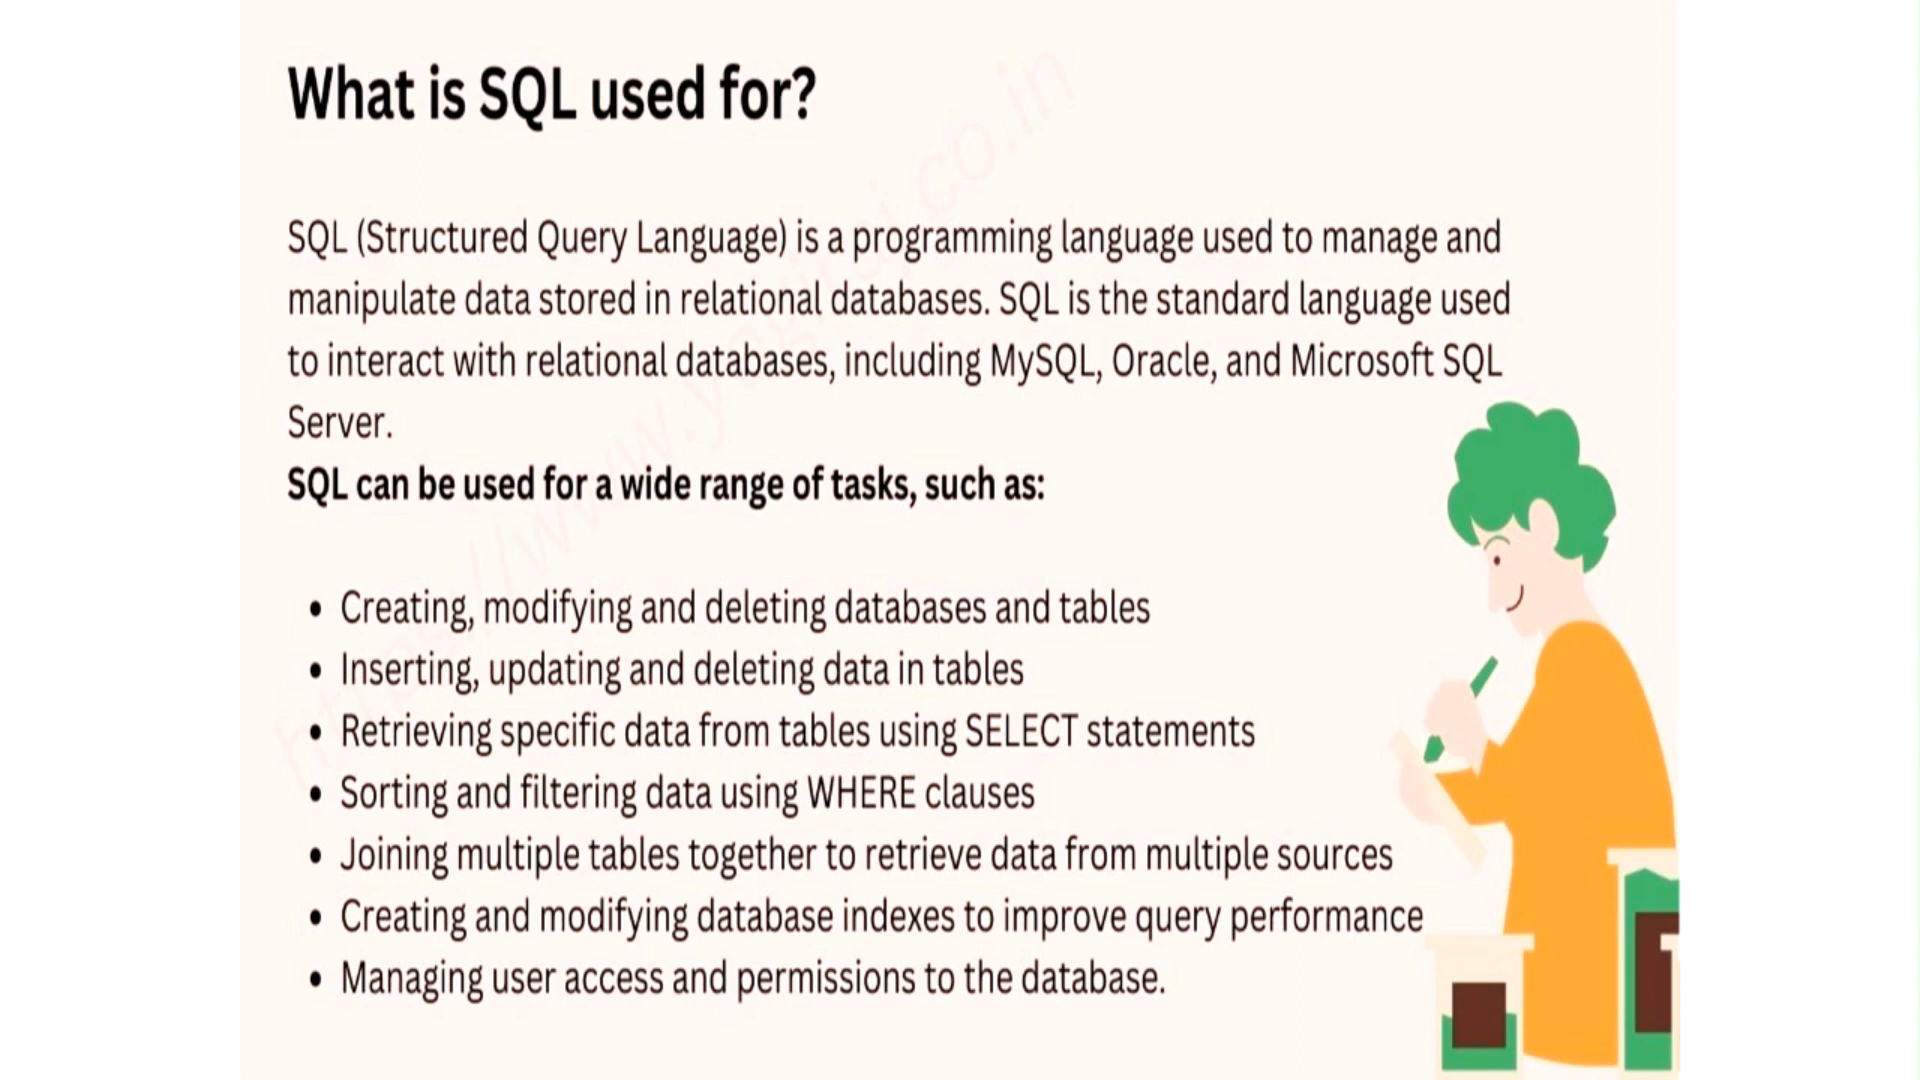 What is SQL used for?
SQL (Structured Query Language) is a programming language used to manage and
manipulate data stored in relational databases. SQL is the standard language used
to interact with relational databases, including MySQL, Oracle, and Microsoft SQL
Server.
SQL can be used for a wide range of tasks, such as:
• Creating, modifying and deleting databases and tables
• Inserting, updating and deleting data in tables
• Retrieving specific data from tables using SELECT statements
• Sorting and filtering data using WHERE clauses
• Joining multiple tables together to retrieve data from multiple sources
• Creating and modifying database indexes to improve query performance
• Managing user access and permissions to the database.